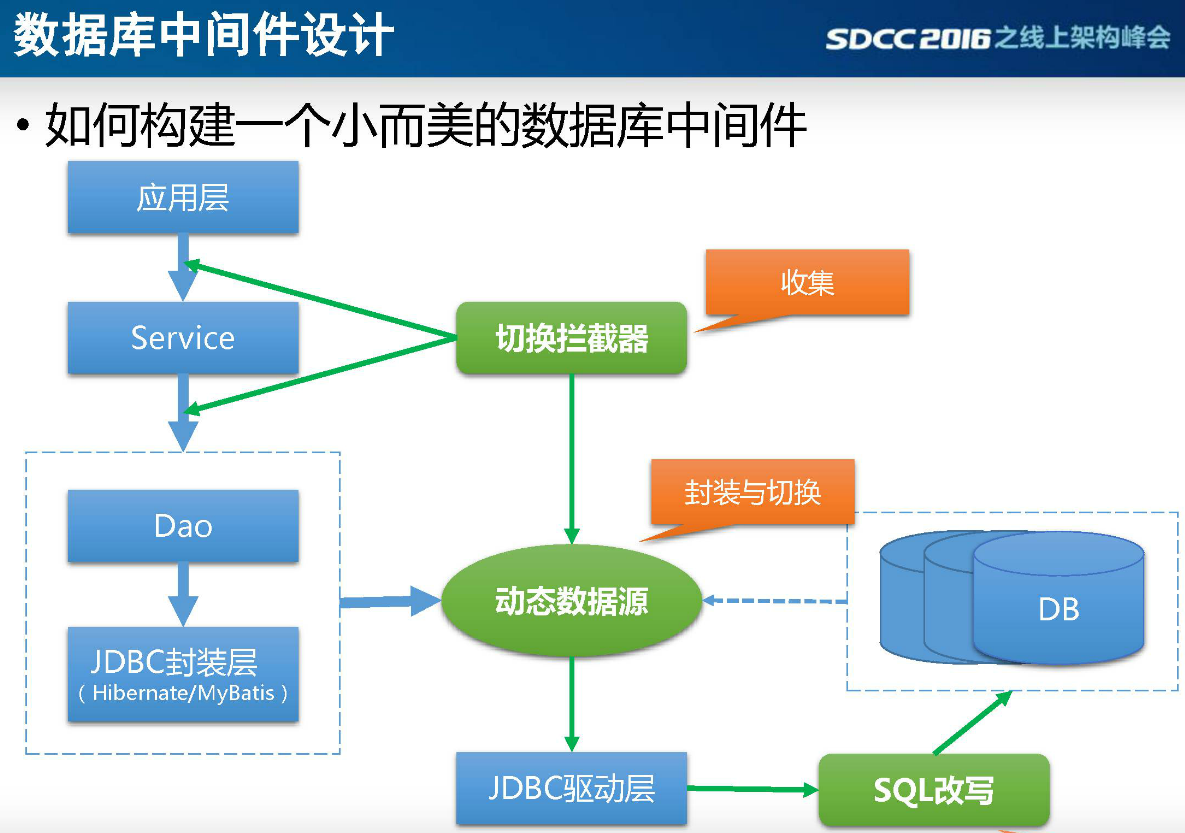 数据库中间件设计
SDCC 2016之线上架构峰会
• 如何构建一个小而美的数据库中间件
应用层
收集
Service
切换拦截器
封装与切换
Dao
动态数据源
DB
JDBC封装层
（Hibernate/MyBatis）
JDBC驱动层
SQL改写